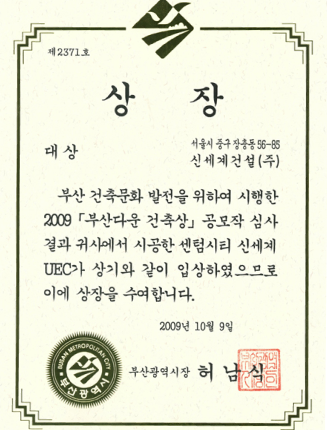 제2371호
상 장
대상
서울시 중구 장충동 56-85
신세계건설(주)
부산 건축문화 발전을 위하여 시행한
2009「부산다운 건축상」공모작 심사
결과 귀사에서 시공한 센텀시티 신세계
UEC가 상기와 같이 입상하였으므로
이에 상장을 수여합니다.
2009년 10월 9일
BUSAN METROPOLITAN CITY
부산광역시
부산광역시장 허남식